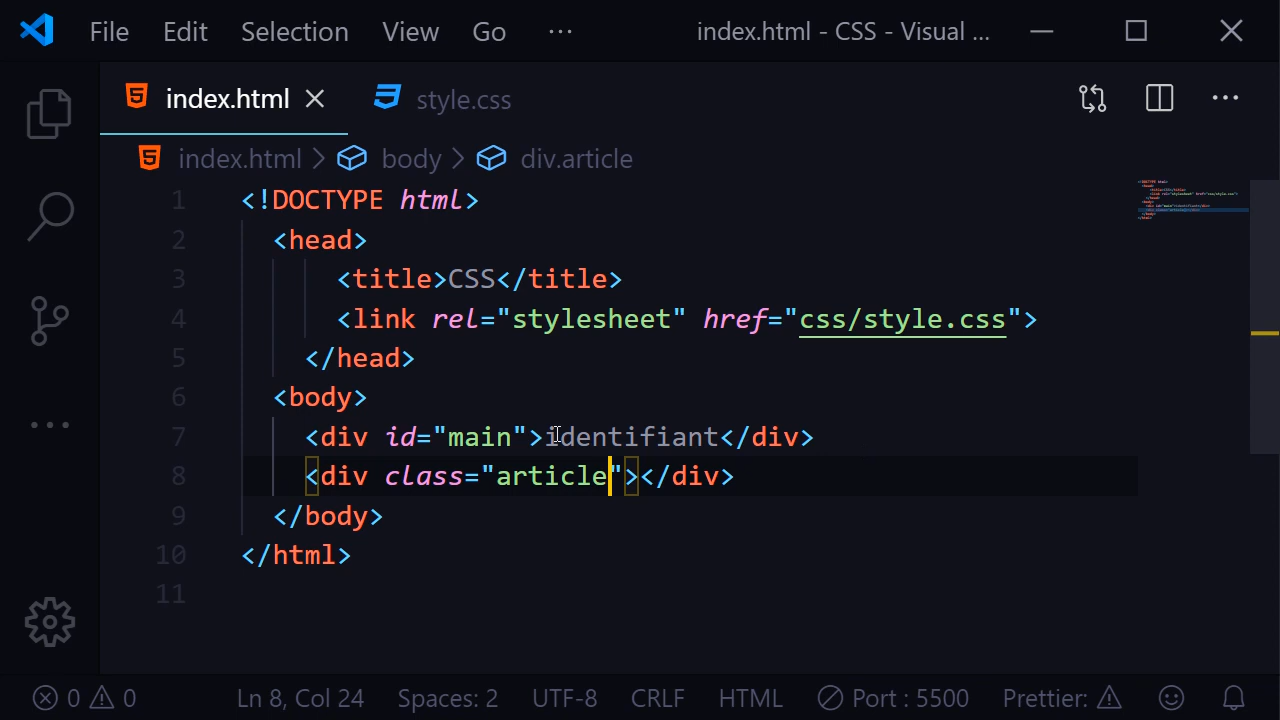 File Edit Selection View Go ... index.html - CSS - Visual ...
index.html style.css
index.html > body > div.article
1 <!DOCTYPE html>
2 <head>
3 <title>CSS</title>
4 <link rel="stylesheet" href="css/style.css">
5 </head>
6 <body>
7 <div id="main">identifiant</div>
8 <div class="article"></div>
9 </body>
10 </html>
11
0 0 Ln 8, Col 24 Spaces: 2 UTF-8 CRLF HTML Port : 5500 Prettier: